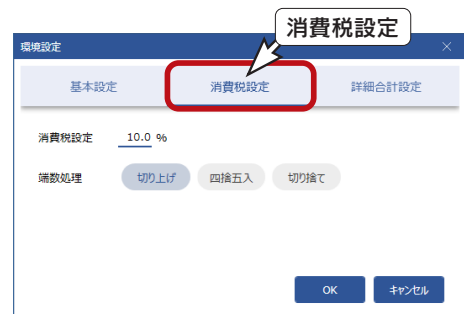 消費税設定
環境設定
基本設定 消費税設定 詳細合計設定
消費税設定 10.0 %
端数処理 切り上げ 四捨五入 切り捨て
OK キャンセル